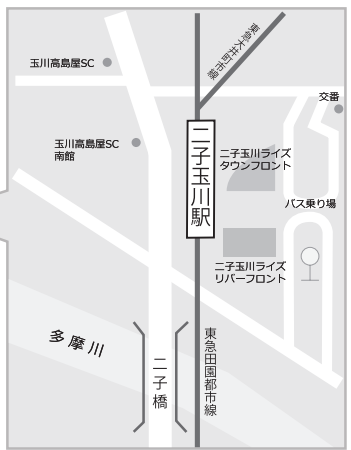 東急大井町市線
玉川高島屋SC
交番
玉川高島屋SC
南館
二子玉川駅
二子玉川ライズ
タウンフロント
バス乗り場
二子玉川ライズ
リバーフロント
多摩川
二子橋
東急田園都市線